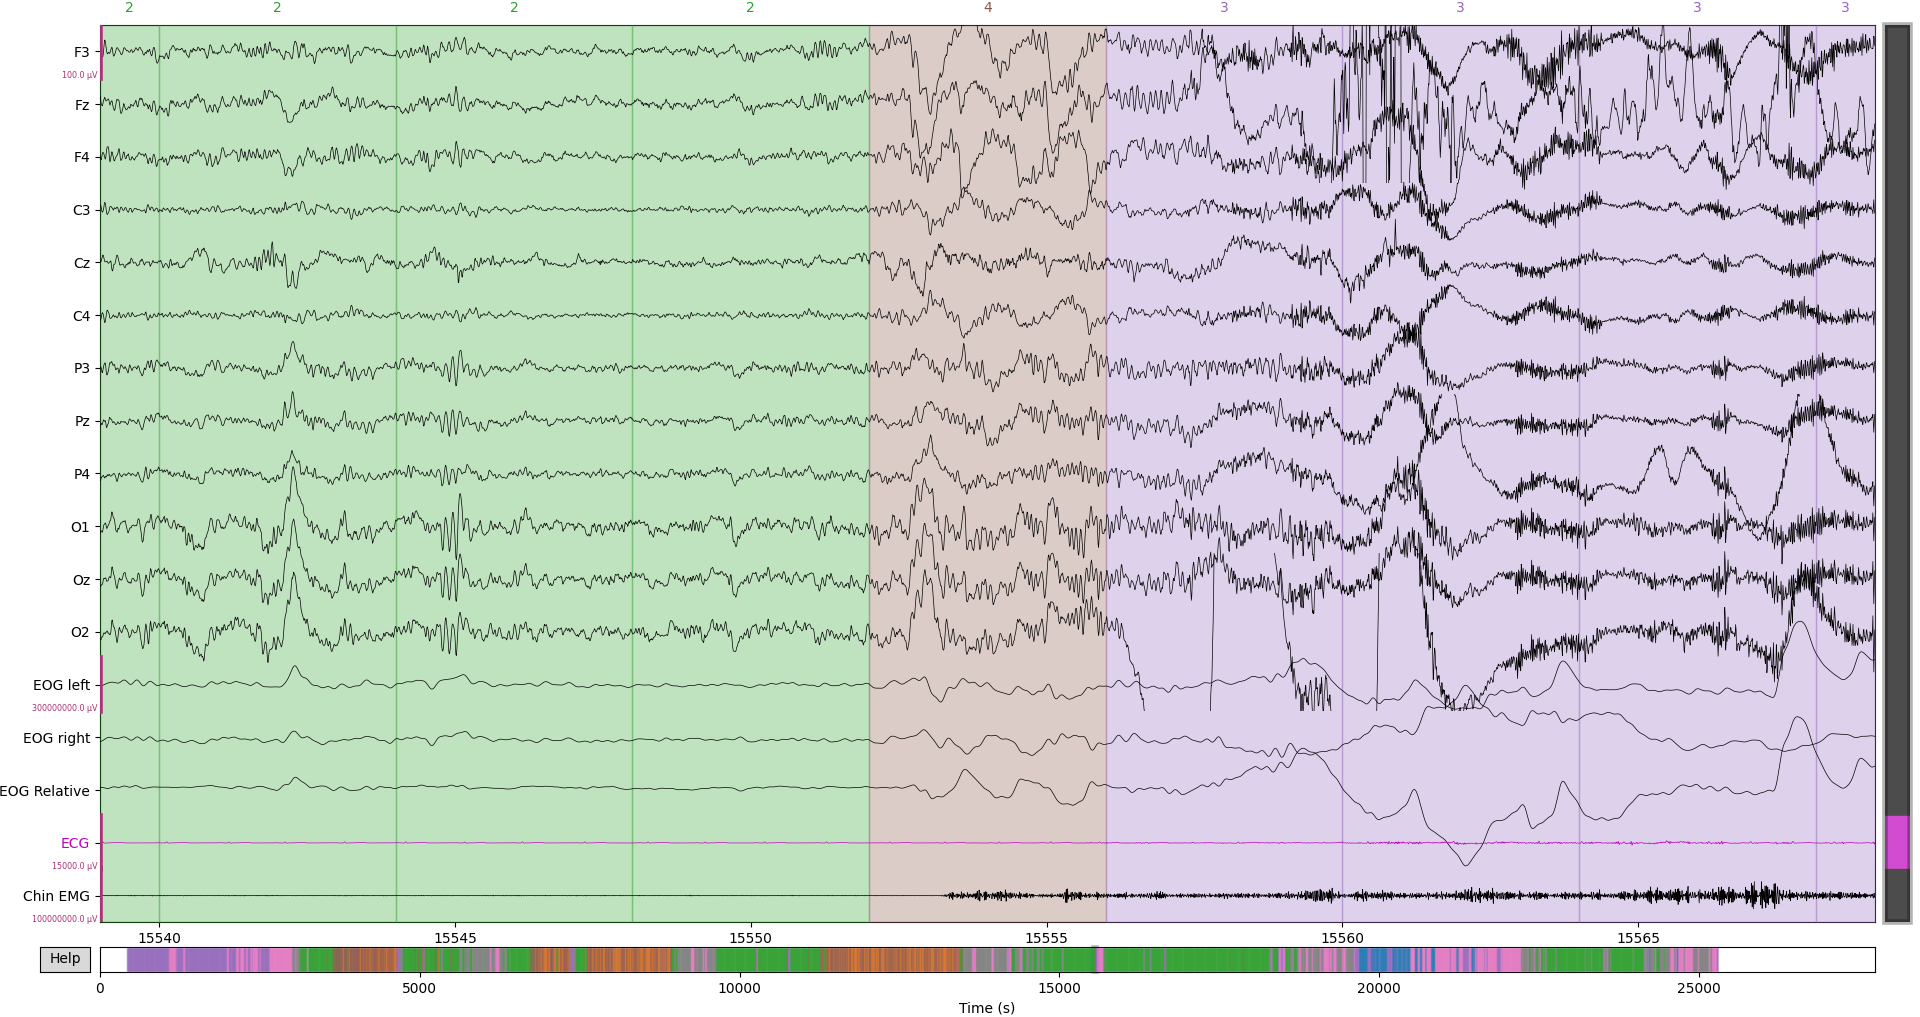 2 2 2 2 4 3 3 3 3
F3
100.0 µV
Fz
F4
C3
Cz
C4
P3
Pz
P4
O1
Oz
O2
EOG left
300000000.0 µV
EOG right
EOG Relative
ECG
15000.0 µV
Chin EMG
100000000.0 µV
15540 15545 15550 15555 15560 15565
Help
0 5000 10000 15000 20000 25000
Time (s)